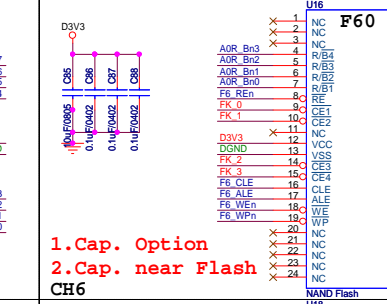 U16
D3V3
F60
1 NC
2 NC
3 NC
A0R_Bn3 4 R/B4
A0R_Bn2 5 R/B3
A0R_Bn1 6 R/B2
A0R_Bn0 7 R/B1
F6_REn 8 RE
FK_0 9 CE1
FK_1 10 CE2
11 NC
D3V3 12 VCC
DGND 13 VSS
FK_2 14 CE3
FK_3 15 CE4
F6_CLE 16 CLE
F6_ALE 17 ALE
F6_WEn 18 WE
F6_WPn 19 WP
20 NC
21 NC
22 NC
23 NC
24 NC
C85 C86 C87 C88
10uF/0805 0.1uF/0402 0.1uF/0402 0.1uF/0402
1.Cap. Option
2.Cap. near Flash
CH6
NAND Flash